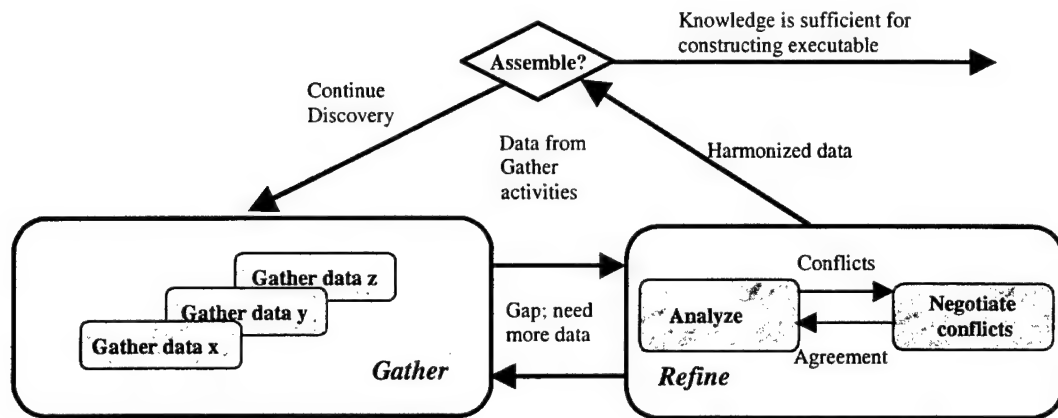 Knowledge is sufficient for
constructing executable
Assemble?
Continue
Discovery
Data from
Gather
activities
Harmonized data
Gather data z
Gather data y
Gather data x
Gather
Gap; need
more data
Conflicts
Analyze
Negotiate
conflicts
Agreement
Refine